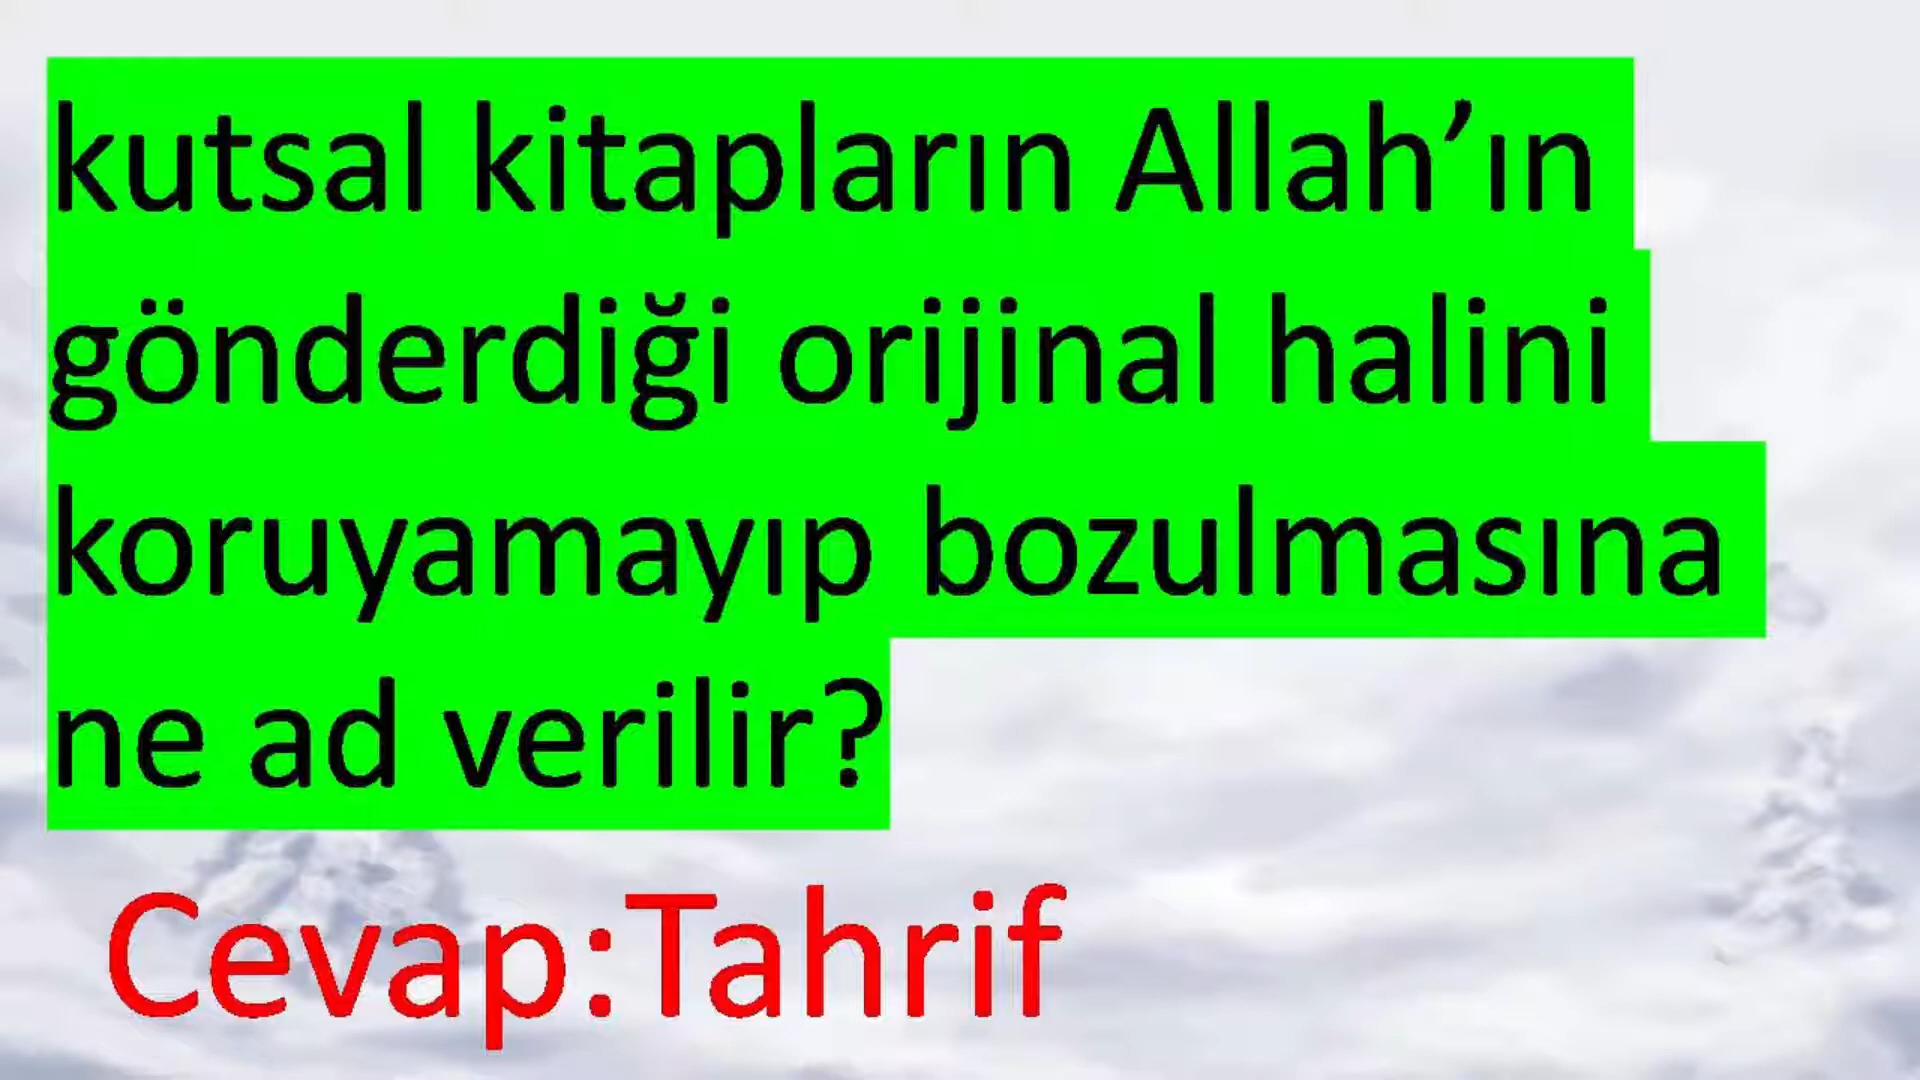 kutsal kitapların Allah’ın
gönderdiği orijinal halini
koruyamayıp bozulmasına
ne ad verilir?
Cevap:Tahrif